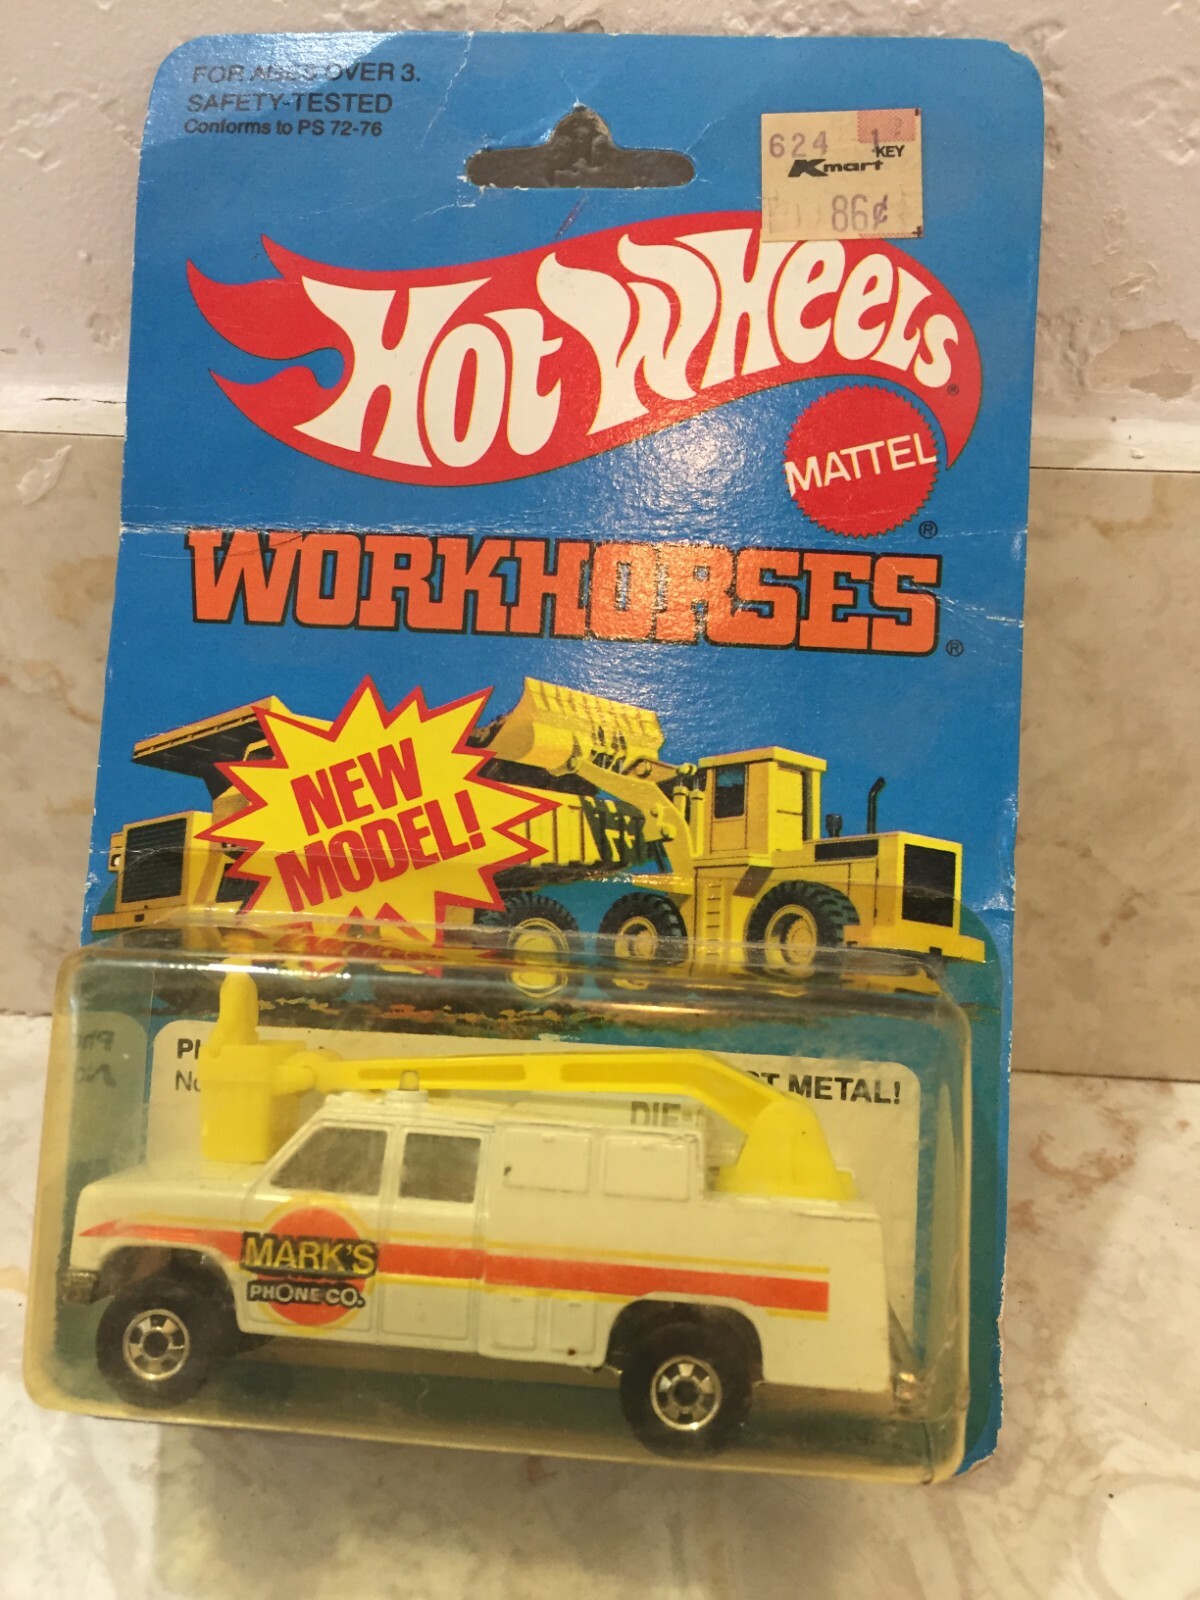 FOR AGES OVER 3.
SAFETY-TESTED
Conforms to PS 72-76
624 1
KEY
Kmart
86¢
HOT WHEELS®
MATTEL
®
WORKHORSES®
NEW
MODEL!
METAL!
DIE-
MARK'S
PHONE CO.